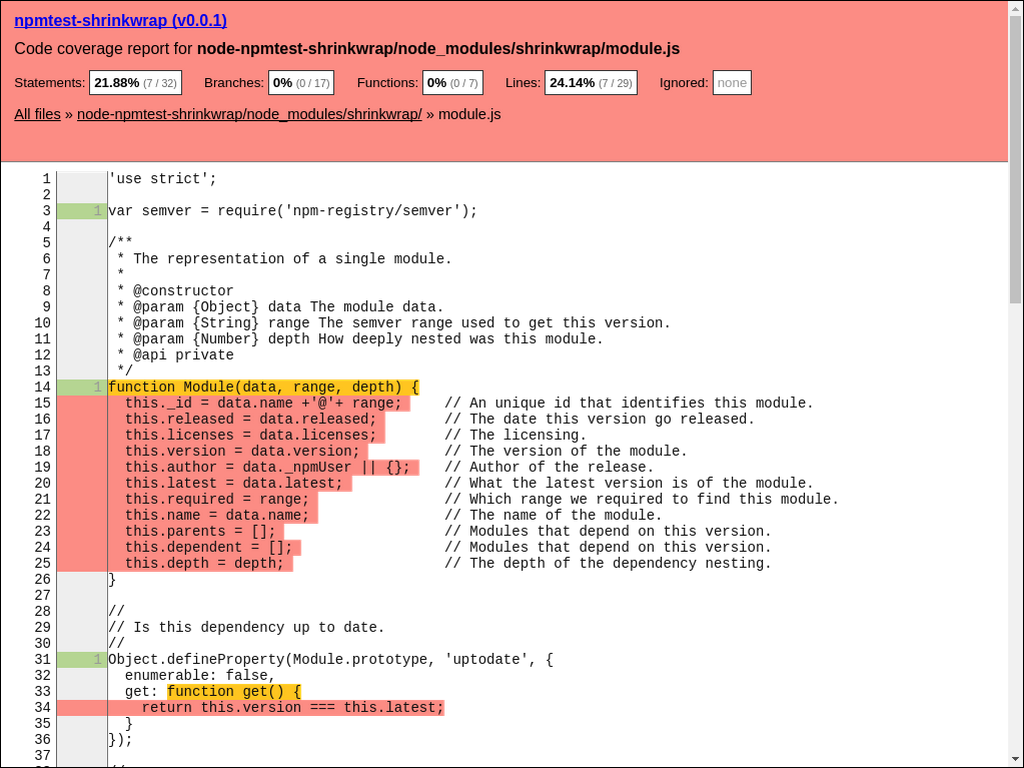 npmtest-shrinkwrap (v0.0.1)
Code coverage report for node-npmtest-shrinkwrap/node_modules/shrinkwrap/module.js
Statements: 21.88% (7 / 32) Branches: 0% (0 / 17) Functions: 0% (0 / 7) Lines: 24.14% (7 / 29) Ignored: none
All files » node-npmtest-shrinkwrap/node_modules/shrinkwrap/ » module.js
1 'use strict';
2
3 1 var semver = require('npm-registry/semver');
4
5 /**
6 * The representation of a single module.
7 *
8 * @constructor
9 * @param {Object} data The module data.
10 * @param {String} range The semver range used to get this version.
11 * @param {Number} depth How deeply nested was this module.
12 * @api private
13 */
14 1 function Module(data, range, depth) {
15 this._id = data.name +'@'+ range; // An unique id that identifies this module.
16 this.released = data.released; // The date this version go released.
17 this.licenses = data.licenses; // The licensing.
18 this.version = data.version; // The version of the module.
19 this.author = data._npmUser || {}; // Author of the release.
20 this.latest = data.latest; // What the latest version is of the module.
21 this.required = range; // Which range we required to find this module.
22 this.name = data.name; // The name of the module.
23 this.parents = []; // Modules that depend on this version.
24 this.dependent = []; // Modules that depend on this version.
25 this.depth = depth; // The depth of the dependency nesting.
26 }
27
28 //
29 // Is this dependency up to date.
30 //
31 1 Object.defineProperty(Module.prototype, 'uptodate', {
32 enumerable: false,
33 get: function get() {
34 return this.version === this.latest;
35 }
36 });
37